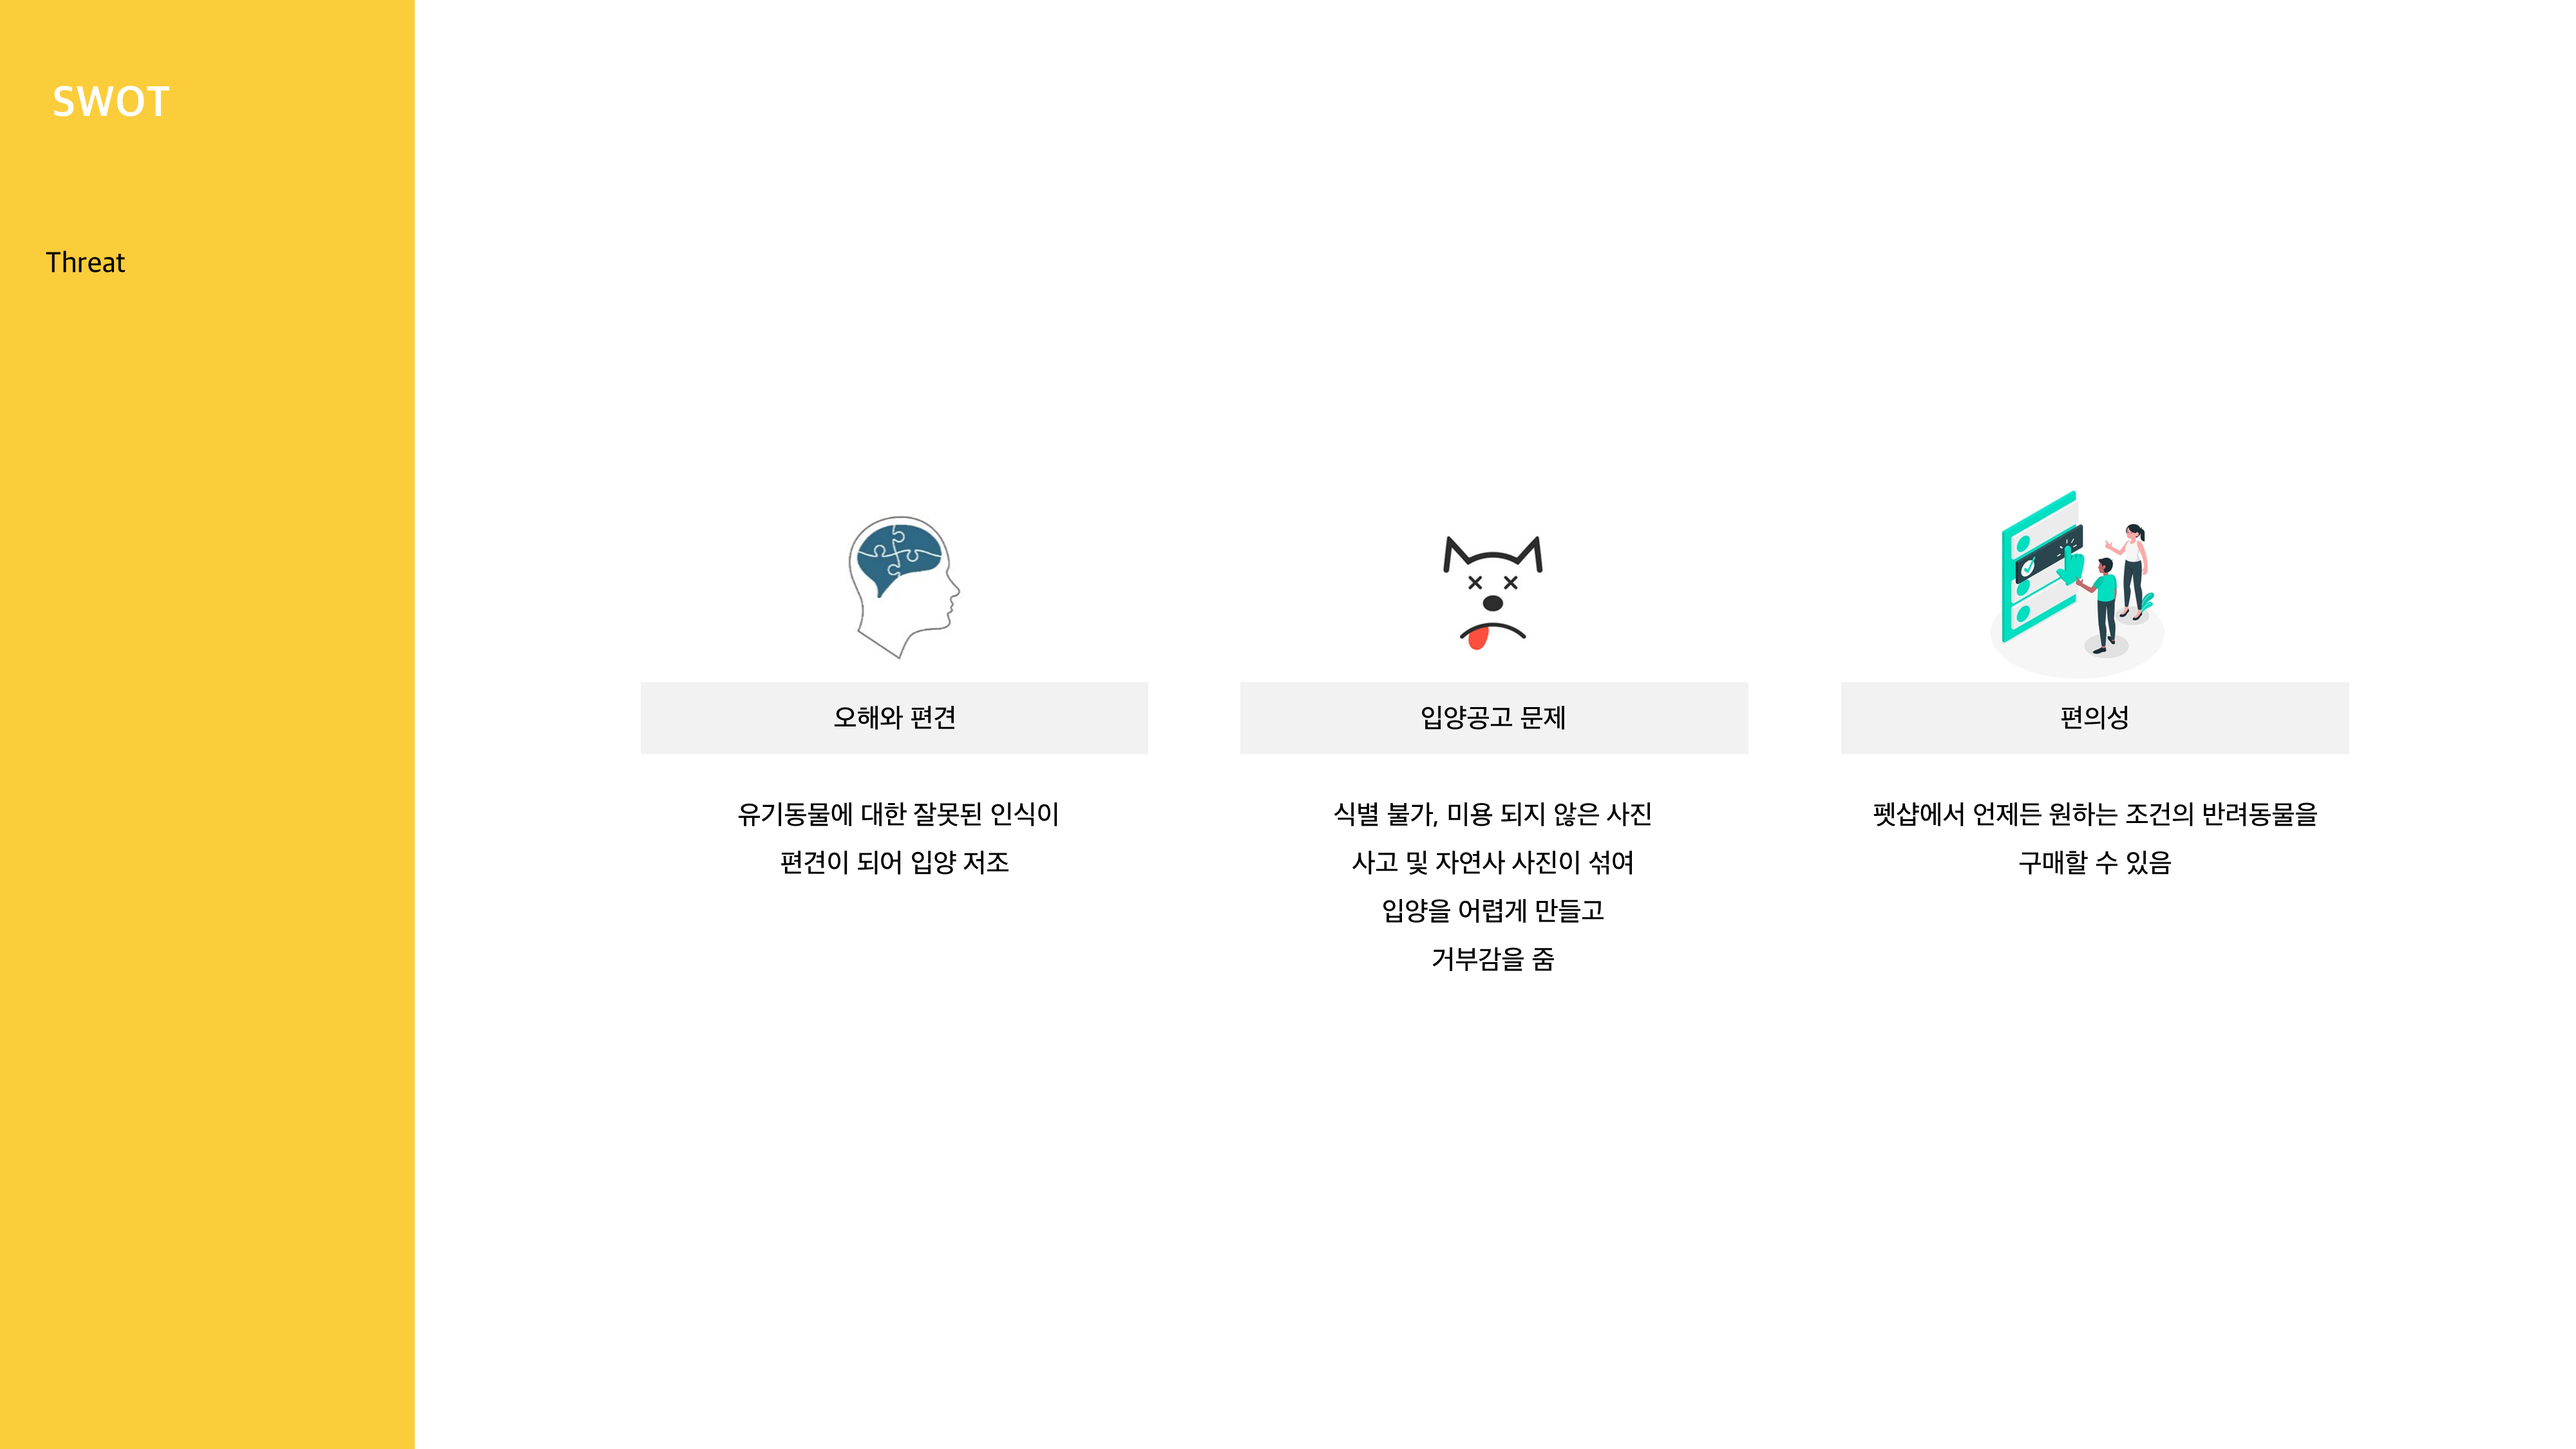 SWOT
Threat
오해와 편견
유기동물에 대한 잘못된 인식이
편견이 되어 입양 저조
입양공고 문제
식별 불가, 미용 되지 않은 사진
사고 및 자연사 사진이 섞여
입양을 어렵게 만들고
거부감을 줌
편의성
펫샵에서 언제든 원하는 조건의 반려동물을
구매할 수 있음